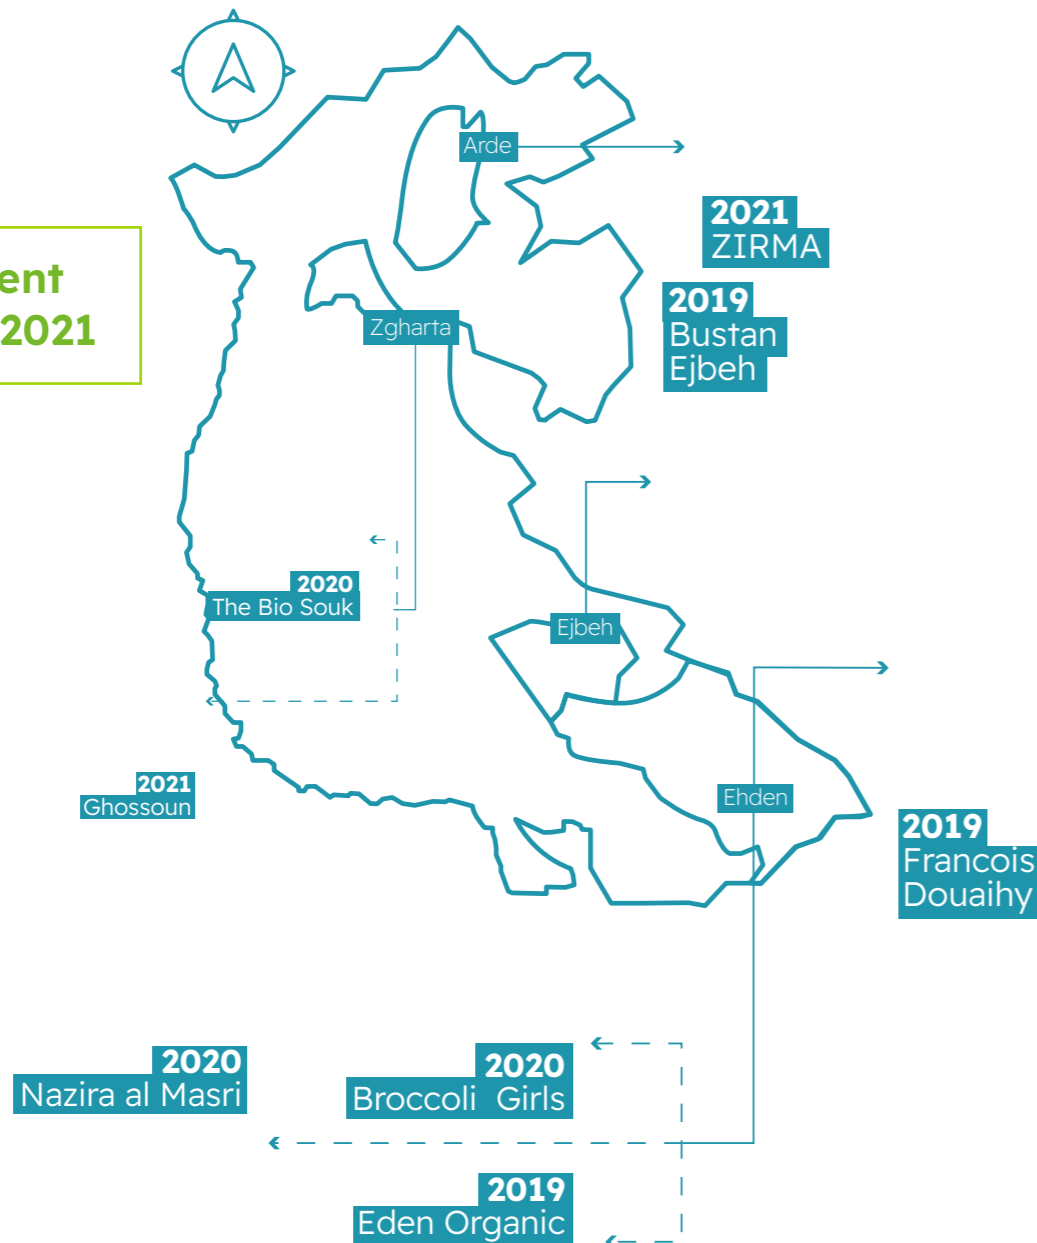 Arde
2021
ZIRMA
ent
2021
2019
Bustan
Ejbeh
Zgharta
2020
The Bio Souk
Ejbeh
2021
Ghossoun
Ehden
2019
Francois
Douaihy
2020
Nazira al Masri
2020
Broccoli Girls
2019
Eden Organic